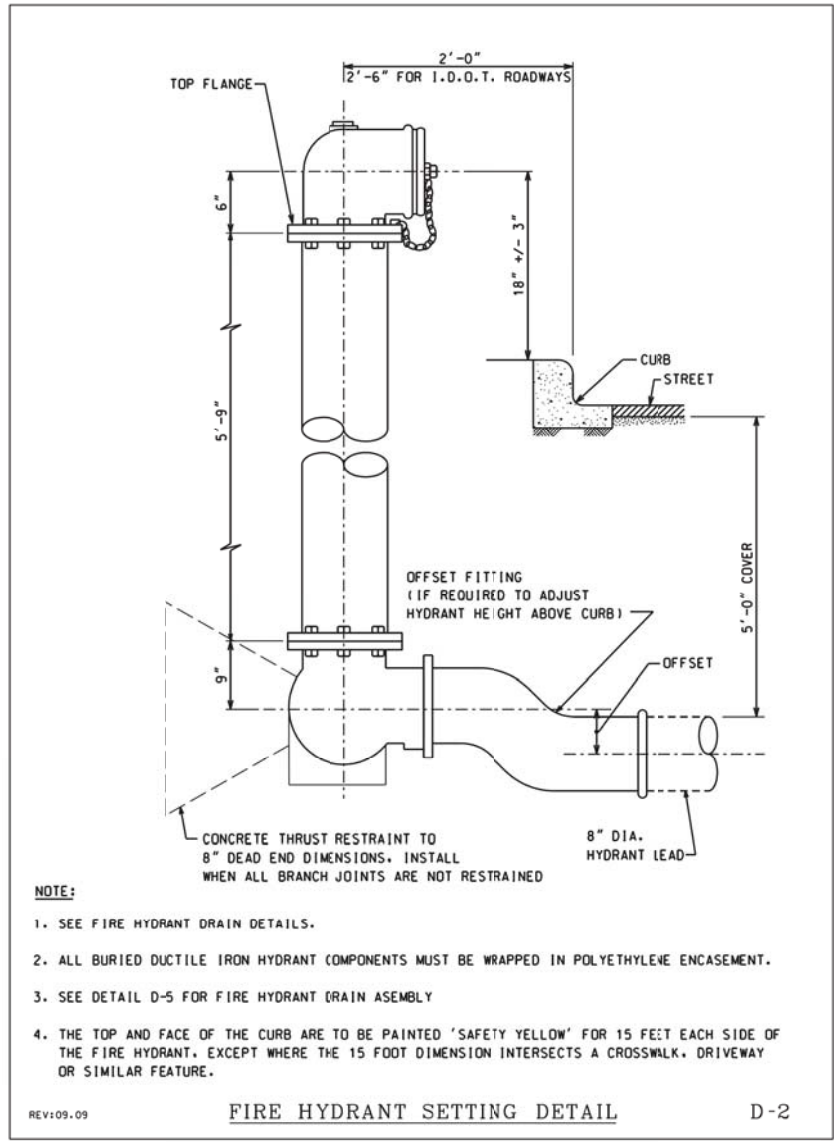 2'-0"
2'-6" FOR I.D.O.T. ROADWAYS
TOP FLANGE
6"
18" +/- 3"
CURB
STREET
5'-9"
OFFSET FITTING
(IF REQUIRED TO ADJUST
HYDRANT HEIGHT ABOVE CURB)
5'-0" COVER
OFFSET
9"
CONCRETE THRUST RESTRAINT TO
8" DEAD END DIMENSIONS. INSTALL
WHEN ALL BRANCH JOINTS ARE NOT RESTRAINED
8" DIA.
HYDRANT LEAD
NOTE:
1. SEE FIRE HYDRANT DRAIN DETAILS.
2. ALL BURIED DUCTILE IRON HYDRANT COMPONENTS MUST BE WRAPPED IN POLYETHYLENE ENCASEMENT.
3. SEE DETAIL D-5 FOR FIRE HYDRANT DRAIN ASEMBLY
4. THE TOP AND FACE OF THE CURB ARE TO BE PAINTED 'SAFETY YELLOW' FOR 15 FEET EACH SIDE OF
THE FIRE HYDRANT. EXCEPT WHERE THE 15 FOOT DIMENSION INTERSECTS A CROSSWALK. DRIVEWAY
OR SIMILAR FEATURE.
REV:09.09
FIRE HYDRANT SETTING DETAIL
D-2